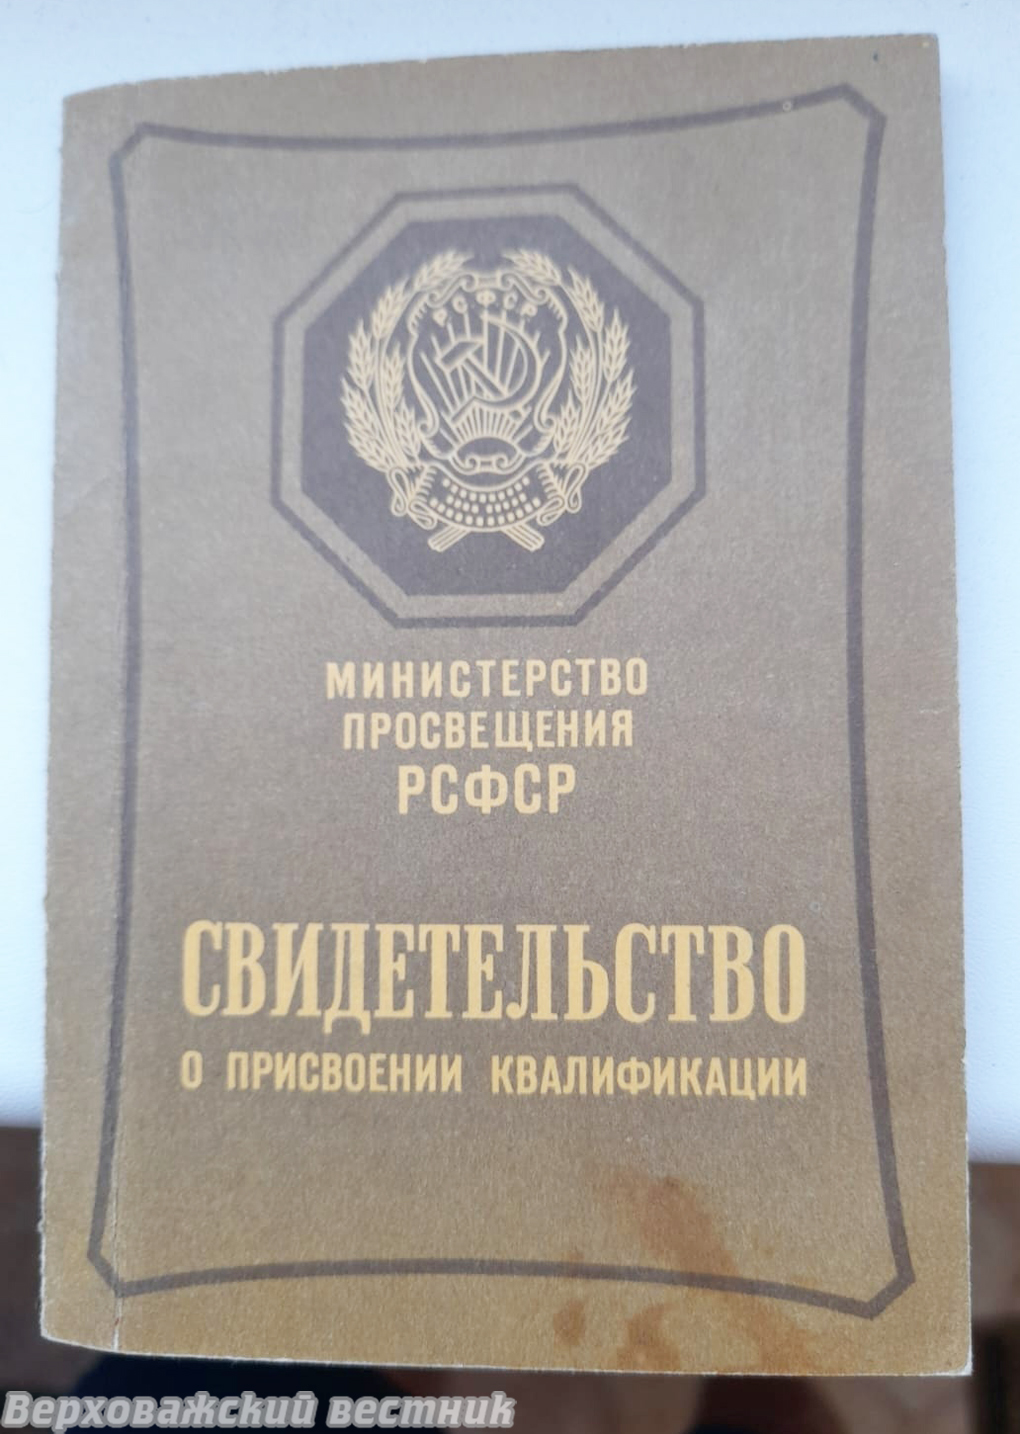 РСФСР
МИНИСТЕРСТВО
ПРОСВЕЩЕНИЯ
РСФСР
СВИДЕТЕЛЬСТВО
О ПРИСВОЕНИИ КВАЛИФИКАЦИИ
Верховажский вестник